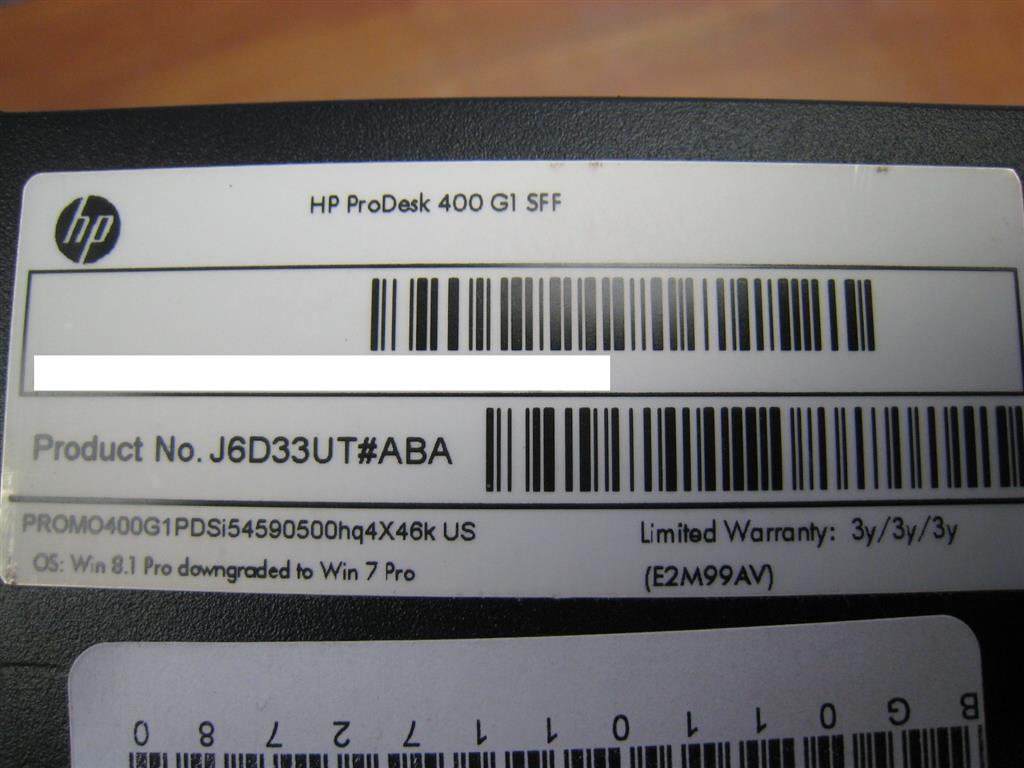 hp
HP ProDesk 400 G1 SFF
Product No. J6D33UT#ABA
PROMO400G1PDSi54590500hq4X46k US
Limited Warranty: 3y/3y/3y
OS: Win 8.1 Pro downgraded to Win 7 Pro
(E2M99AV)
BG01101172780